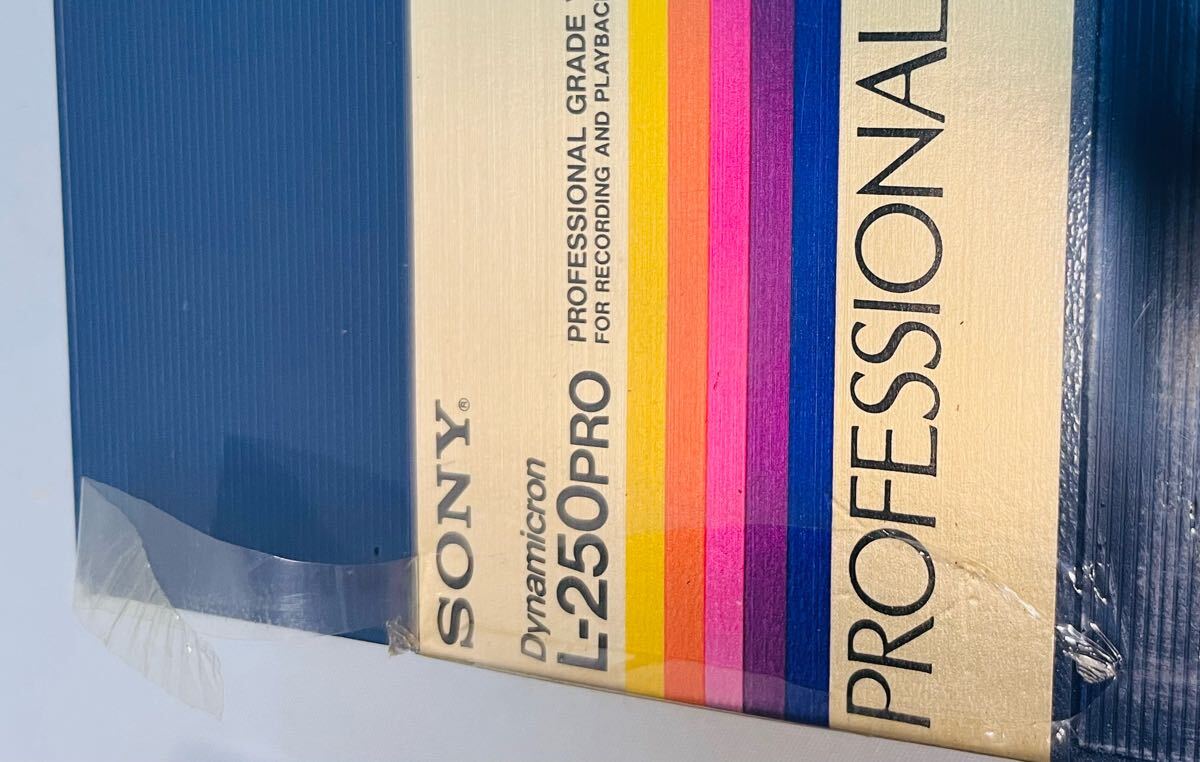 SONY®
Dynamicron
L-250PRO PROFESSIONAL GRADE
FOR RECORDING AND PLAYBAC
PROFESSIONAL